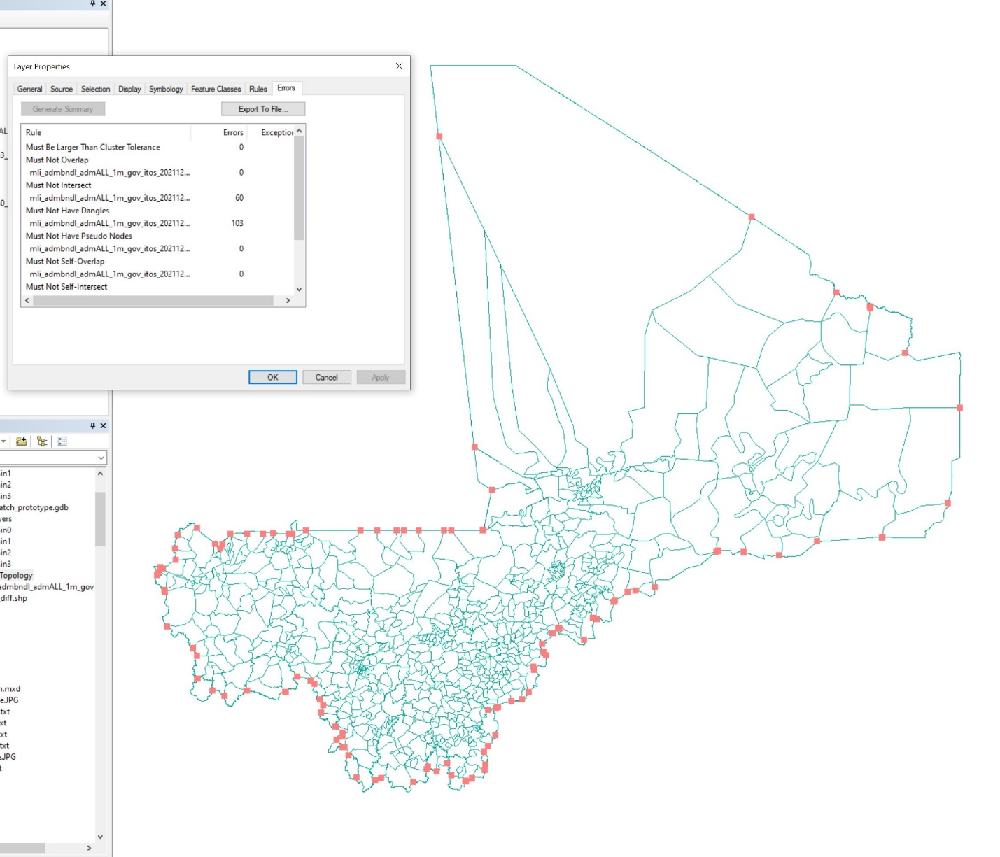 Layer Properties
General Source Selection Display Symbology Feature Classes Rules Errors
Generate Summary Export To File...
Rule Errors Exception
Must Be Larger Than Cluster Tolerance 0
Must Not Overlap
mli_admbndl_admALL_1m_gov_itos_202112... 0
Must Not Intersect
mli_admbndl_admALL_1m_gov_itos_202112... 60
Must Not Have Dangles
mli_admbndl_admALL_1m_gov_itos_202112... 103
Must Not Have Pseudo Nodes
mli_admbndl_admALL_1m_gov_itos_202112... 0
Must Not Self-Overlap
mli_admbndl_admALL_1m_gov_itos_202112... 0
Must Not Self-Intersect
OK Cancel Apply
AL
3_
0_
in1
in2
in3
atch_prototype.gdb
yers
in0
in1
in2
in3
Topology
admbndl_admALL_1m_gov_
_diff.shp
n.mxd
e.JPG
txt
xt
xt
txt
e.JPG
t